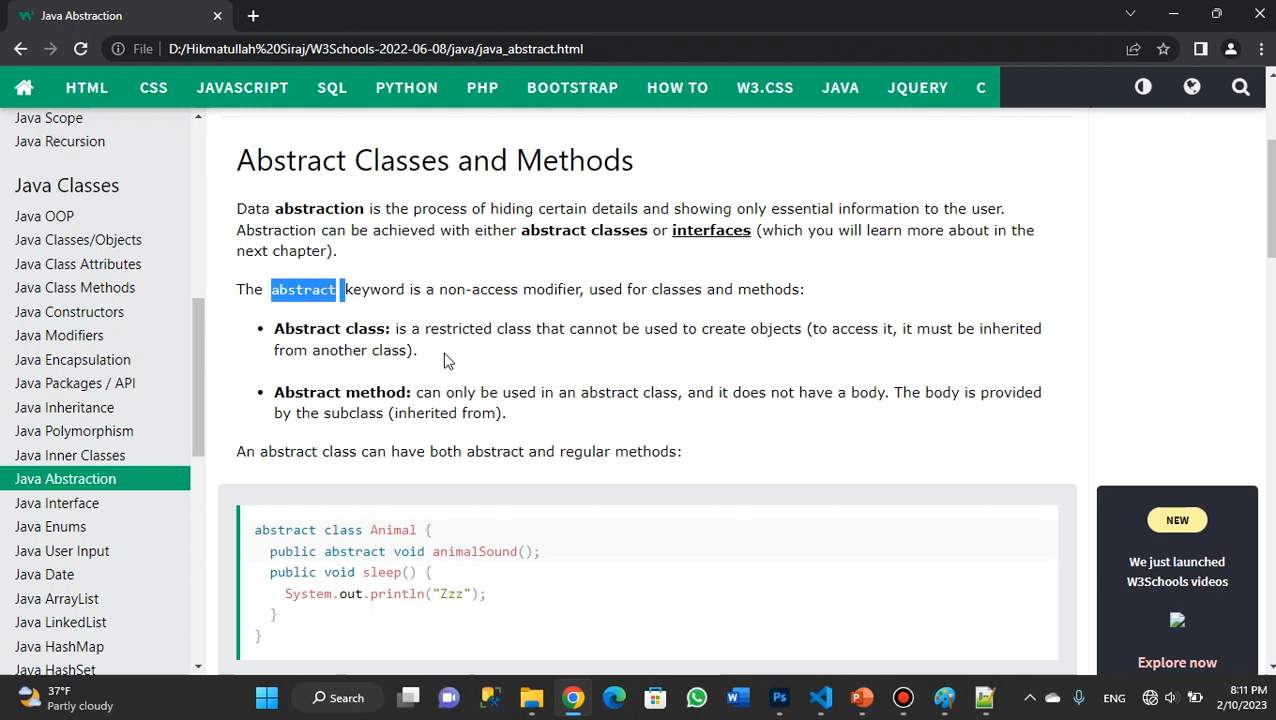 Java Abstraction
File
D:/Hikmatullah%20Siraj/W3Schools-2022-06-08/java/java_abstract.html
HTML CSS JAVASCRIPT SQL PYTHON PHP BOOTSTRAP HOW TO W3.CSS JAVA JQUERY C
Java Scope
Java Recursion
Java Classes
Java OOP
Java Classes/Objects
Java Class Attributes
Java Class Methods
Java Constructors
Java Modifiers
Java Encapsulation
Java Packages / API
Java Inheritance
Java Polymorphism
Java Inner Classes
Java Abstraction
Java Interface
Java Enums
Java User Input
Java Date
Java ArrayList
Java LinkedList
Java HashMap
Java HashSet
Abstract Classes and Methods
Data abstraction is the process of hiding certain details and showing only essential information to the user.
Abstraction can be achieved with either abstract classes or interfaces (which you will learn more about in the
next chapter).
The abstract keyword is a non-access modifier, used for classes and methods:
• Abstract class: is a restricted class that cannot be used to create objects (to access it, it must be inherited
from another class).
• Abstract method: can only be used in an abstract class, and it does not have a body. The body is provided
by the subclass (inherited from).
An abstract class can have both abstract and regular methods:
abstract class Animal {
public abstract void animalSound();
public void sleep() {
System.out.println("Zzz");
}
}
NEW
We just launched
W3Schools videos
Explore now
37°F
Partly cloudy
Search
ENG
8:11 PM
2/10/2023